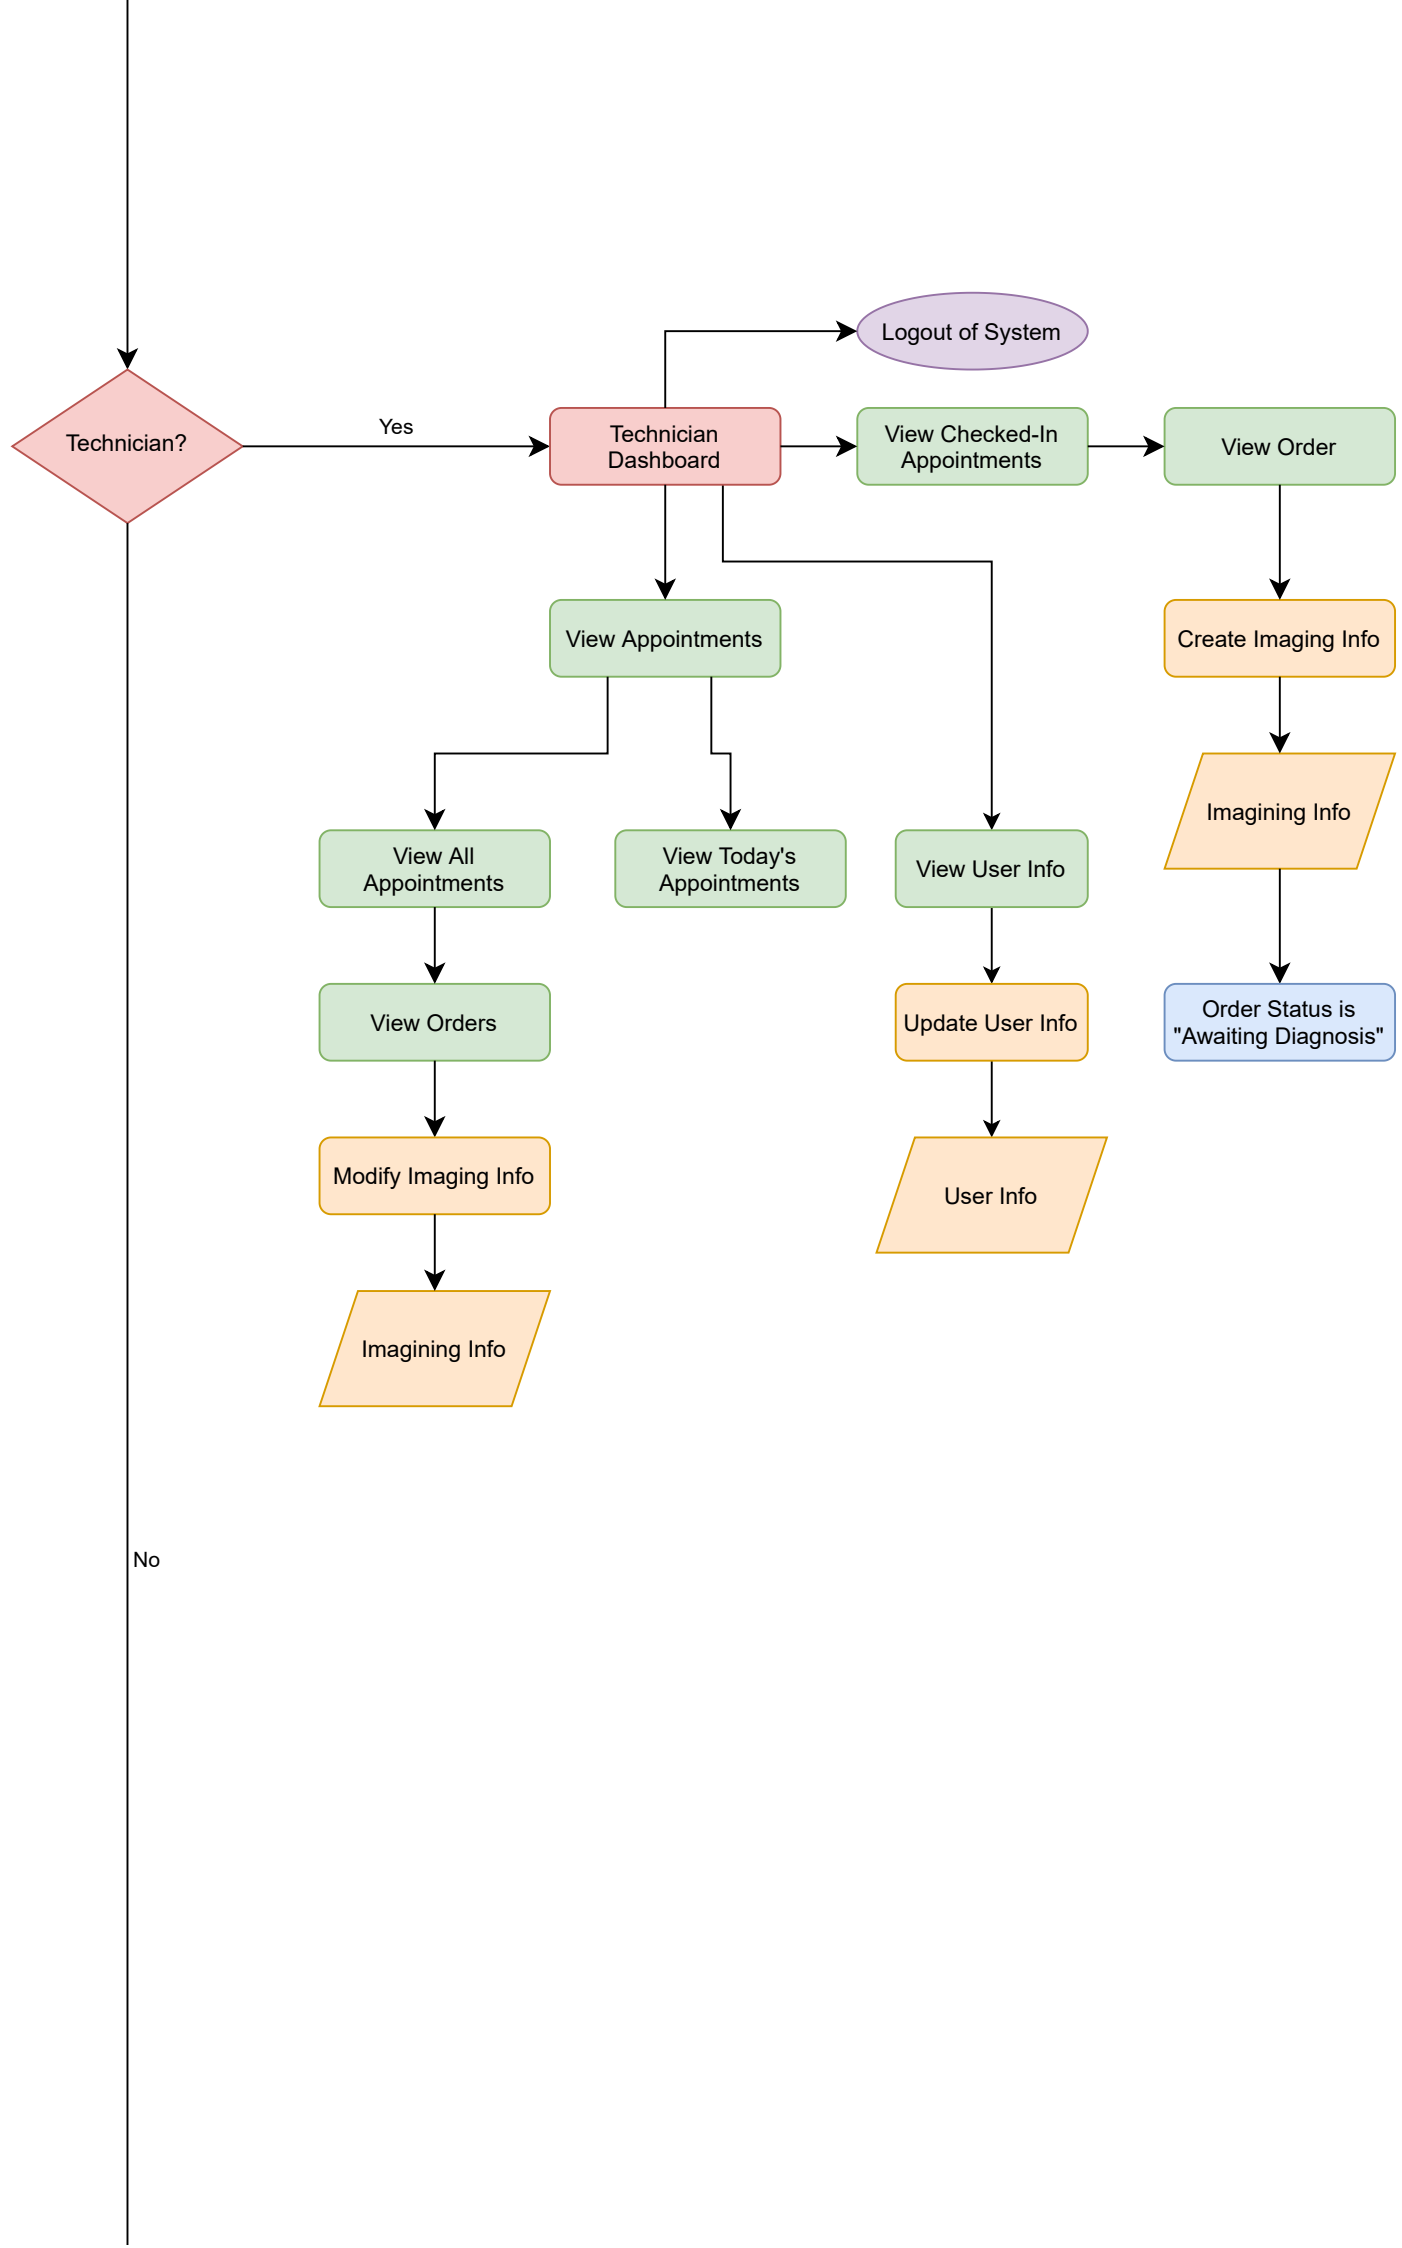 Logout of System
Technician?
Yes
Technician
Dashboard
View Checked-In
Appointments
View Order
View Appointments
Create Imaging Info
Imagining Info
View All
Appointments
View Today's
Appointments
View User Info
View Orders
Update User Info
Order Status is
"Awaiting Diagnosis"
Modify Imaging Info
User Info
Imagining Info
No